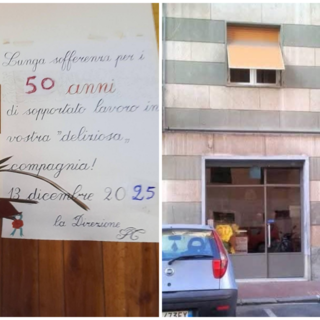 Lunga sofferenza per i
50 anni
di sopportato lavoro in
vostra "deliziosa"
compagnia!
13 dicembre 2025
la Direzione